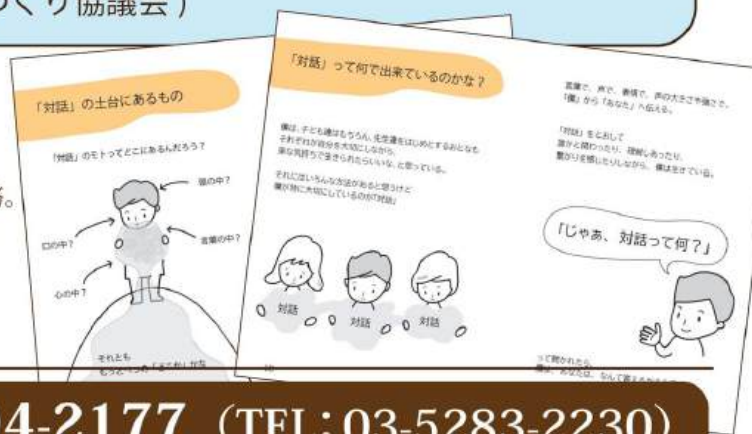 づくり協議会）
「対話」の土台にあるもの
「対話」のモトってどこにあるんだろう？
頭の中？
口の中？
言葉の中？
心の中？
それとも
「対話」って何で出来ているのかな？
僕は、子ども達はもちろん、先生達をはじめとするおとなも
それぞれが自分を大切にしながら、
楽な気持ちで生きられたらいいな、と思っている。
それにはいろんな方法があると思うけど
僕が特に大切にしているのが「対話」
対話
対話
対話
言葉で、声で、表情で、声の大きさや強さで、
「僕」から「あなた」へ伝える。
「対話」をとおして
誰かと関わったり、理解しあったり、
繋がりを感じたりしながら、僕は生きている。
「じゃあ、対話って何？」
って聞かれたら、
4-2177（TEL：03-5283-2230）